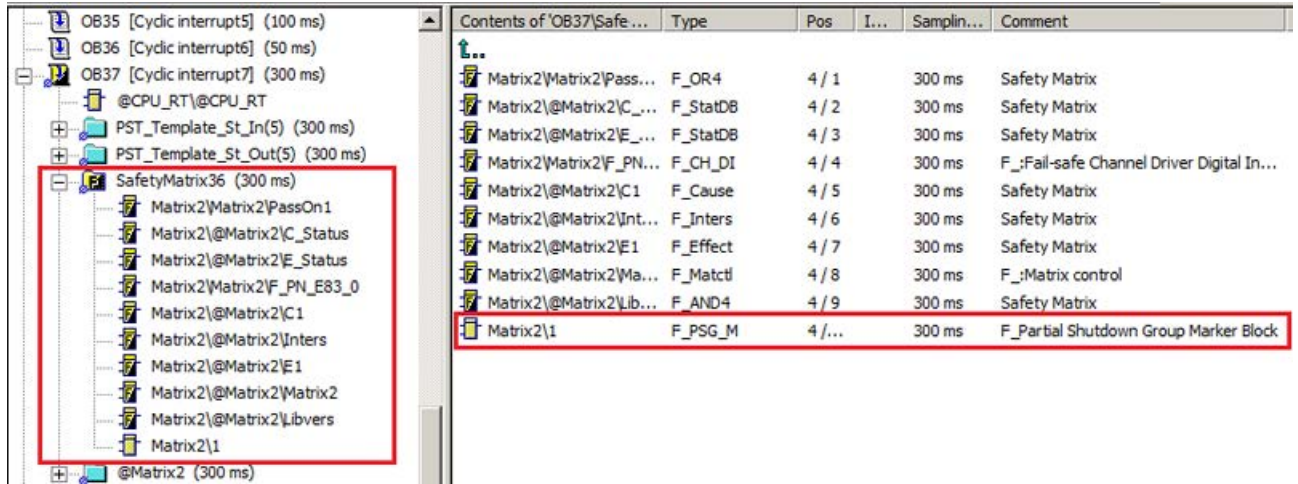 OB35 [Cyclic interrupt5] (100 ms)
OB36 [Cyclic interrupt6] (50 ms)
OB37 [Cyclic interrupt7] (300 ms)
@CPU_RT\@CPU_RT
PST_Template_St_In(5) (300 ms)
PST_Template_St_Out(5) (300 ms)
SafetyMatrix36 (300 ms)
Matrix2\Matrix2\PassOn1
Matrix2\@Matrix2\C_Status
Matrix2\@Matrix2\E_Status
Matrix2\Matrix2\F_PN_E83_0
Matrix2\@Matrix2\C1
Matrix2\@Matrix2\Inters
Matrix2\@Matrix2\E1
Matrix2\@Matrix2\Matrix2
Matrix2\@Matrix2\Libvers
Matrix2\1
@Matrix2 (300 ms)
Contents of 'OB37\Safe ... Type Pos I... Samplin... Comment
Matrix2\Matrix2\Pass... F_OR4 4 / 1 300 ms Safety Matrix
Matrix2\@Matrix2\C_... F_StatDB 4 / 2 300 ms Safety Matrix
Matrix2\@Matrix2\E_... F_StatDB 4 / 3 300 ms Safety Matrix
Matrix2\Matrix2\F_PN... F_CH_DI 4 / 4 300 ms F_:Fail-safe Channel Driver Digital In...
Matrix2\@Matrix2\C1 F_Cause 4 / 5 300 ms Safety Matrix
Matrix2\@Matrix2\Int... F_Inters 4 / 6 300 ms Safety Matrix
Matrix2\@Matrix2\E1 F_Effect 4 / 7 300 ms Safety Matrix
Matrix2\@Matrix2\Ma... F_Matctl 4 / 8 300 ms F_:Matrix control
Matrix2\@Matrix2\Lib... F_AND4 4 / 9 300 ms Safety Matrix
Matrix2\1 F_PSG_M 4 /... 300 ms F_Partial Shutdown Group Marker Block